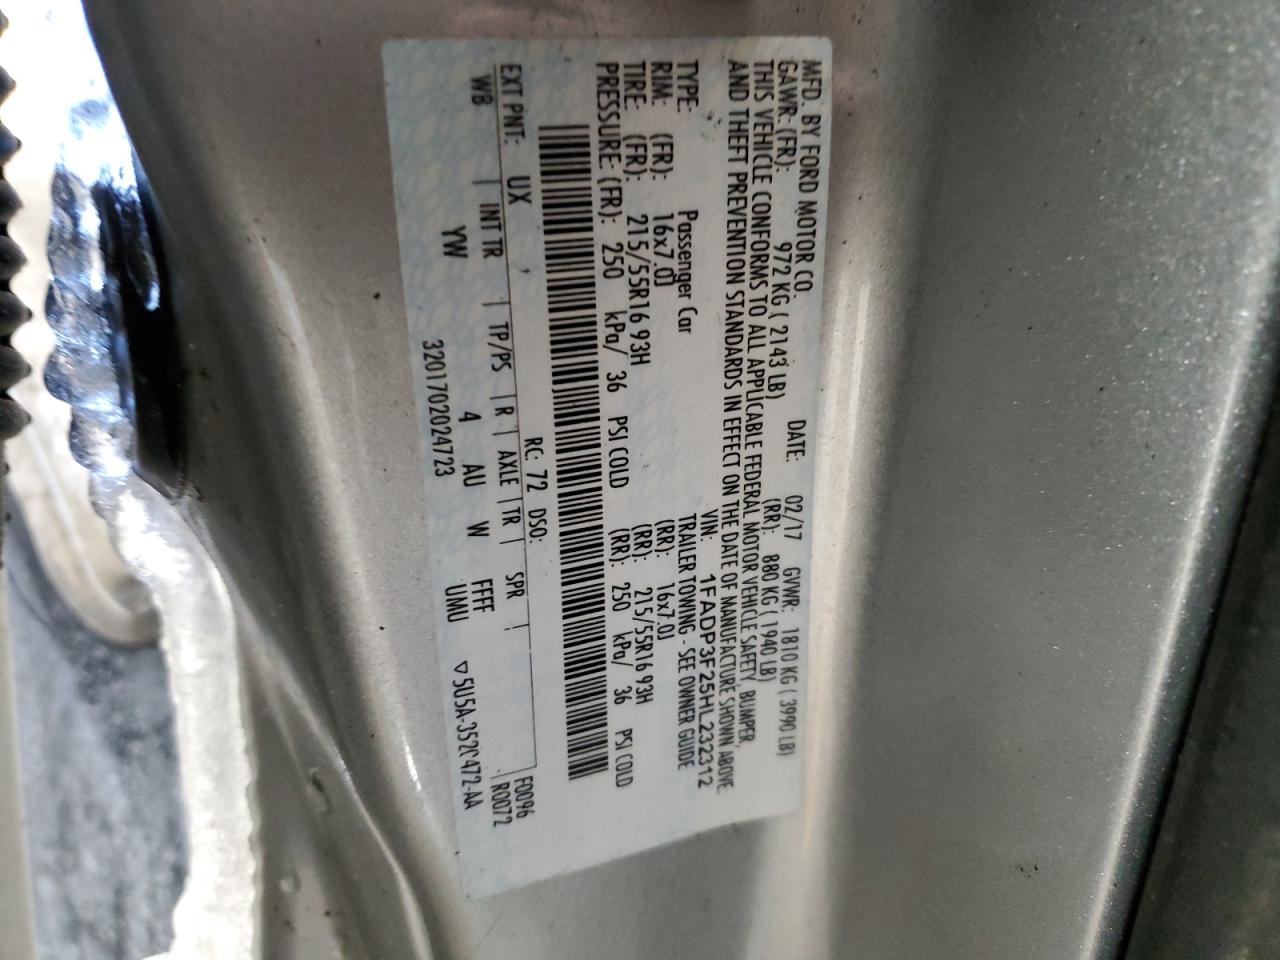 MFD. BY FORD MOTOR CO.
DATE: 02/17 GVWR: 1810 KG ( 3990 LB)
GAWR: (FR): 972 KG ( 2143 LB) (RR): 880 KG ( 1940 LB)
THIS VEHICLE CONFORMS TO ALL APPLICABLE FEDERAL MOTOR VEHICLE SAFETY, BUMPER,
AND THEFT PREVENTION STANDARDS IN EFFECT ON THE DATE OF MANUFACTURE SHOWN ABOVE.
VIN: 1FADP3F25HL232312
TYPE: Passenger Car TRAILER TOWING - SEE OWNER GUIDE
RIM: (FR): 16x7.0J (RR): 16x7.0J
TIRE: (FR): 215/55R16 93H (RR): 215/55R16 93H
PRESSURE: (FR): 250 kPa/ 36 PSI COLD (RR): 250 kPa/ 36 PSI COLD
RC: 72 DSO: F0096
EXT PNT: UX R0072
WB | INT TR | TP/PS | R | AXLE | TR | SPR |
YW 4 AU W FFFF
3201702024723 UMU ▽5U5A-3520472-AA